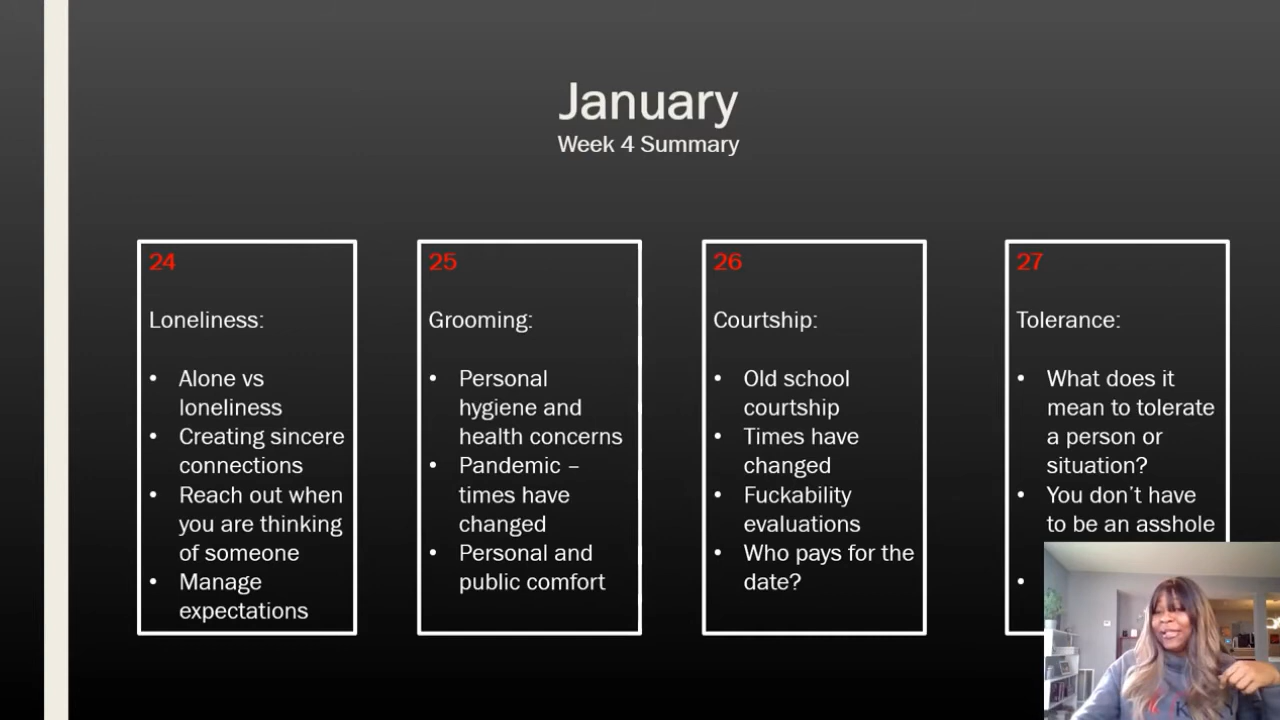 January
Week 4 Summary
24
Loneliness:
• Alone vs
loneliness
• Creating sincere
connections
• Reach out when
you are thinking
of someone
• Manage
expectations
25
Grooming:
• Personal
hygiene and
health concerns
• Pandemic –
times have
changed
• Personal and
public comfort
26
Courtship:
• Old school
courtship
• Times have
changed
• Fuckability
evaluations
• Who pays for the
date?
27
Tolerance:
• What does it
mean to tolerate
a person or
situation?
• You don't have
to be an asshole
•